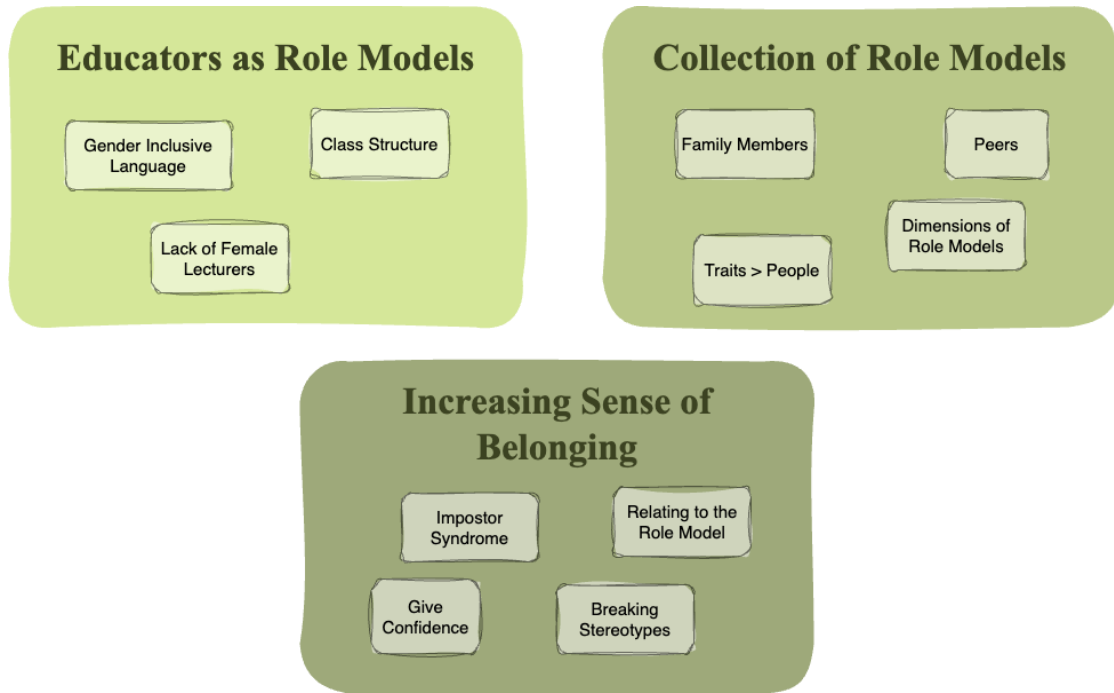 Educators as Role Models
Gender Inclusive
Language
Class Structure
Lack of Female
Lecturers
Collection of Role Models
Family Members
Peers
Dimensions of
Role Models
Traits > People
Increasing Sense of
Belonging
Impostor
Syndrome
Relating to the
Role Model
Give
Confidence
Breaking
Stereotypes